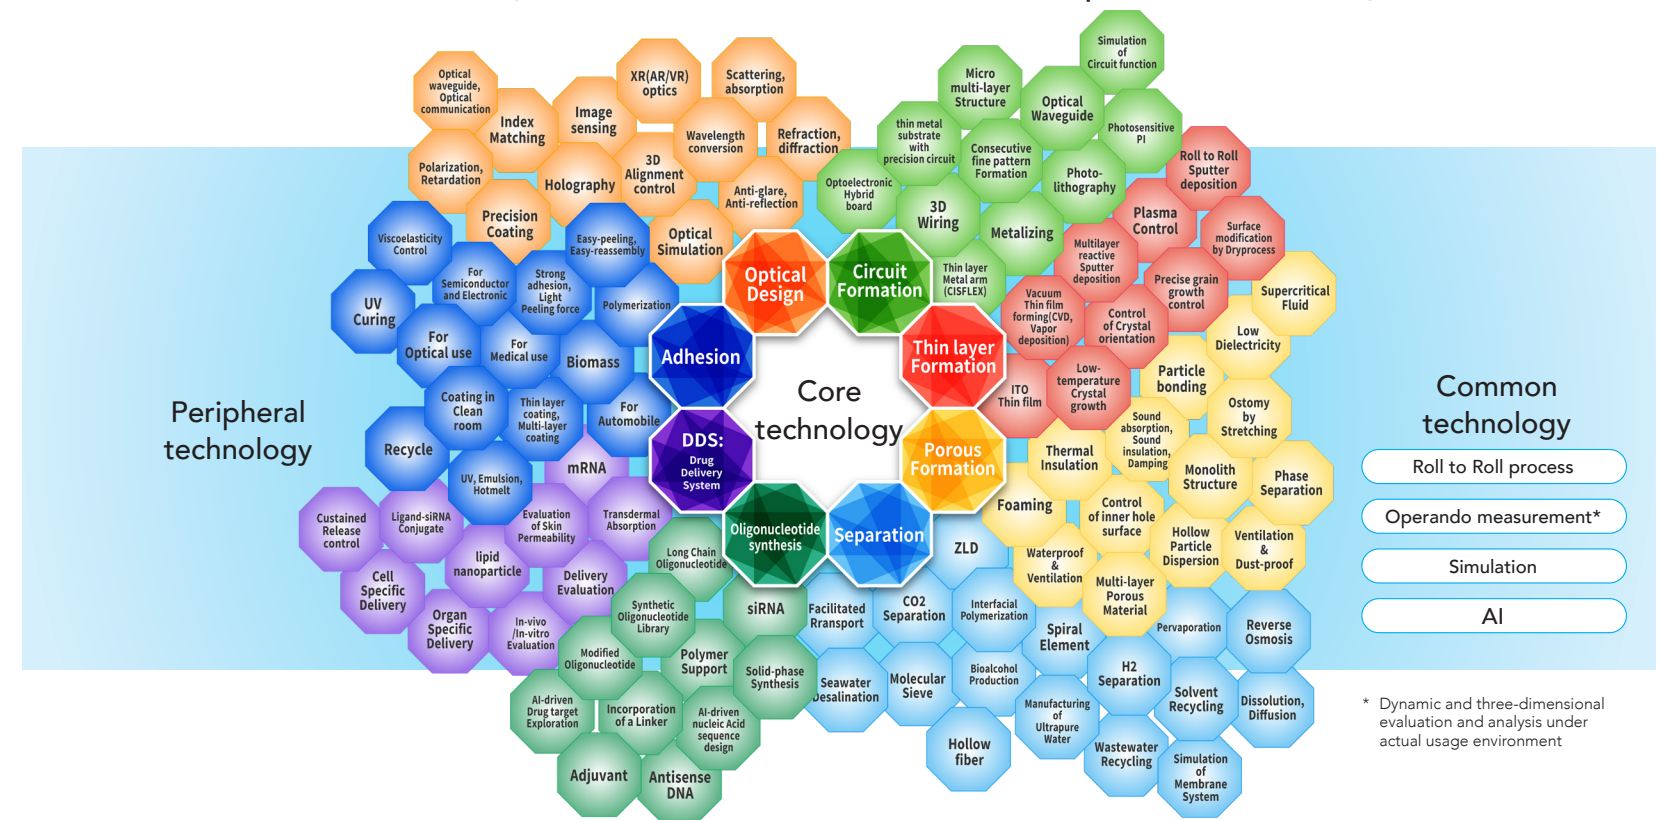 Optical
waveguide,
Optical
communication
Index
Matching
Image
sensing
XR(AR/VR)
optics
Scattering,
absorption
Wavelength
conversion
Refraction,
diffraction
Polarization,
Retardation
Holography
3D
Alignment
control
Anti-glare,
Anti-reflection
Precision
Coating
Optical
Simulation
Simulation
of
Circuit function
Micro
multi-layer
Structure
Optical
Waveguide
thin metal
substrate
with
precision circuit
Consecutive
fine pattern
Formation
Photosensitive
PI
Optoelectronic
Hybrid
board
Photo-
lithography
3D
Wiring
Metalizing
Thin layer
Metal arm
(CISFLEX)
Roll to Roll
Sputter
deposition
Plasma
Control
Surface
modification
by Dryprocess
Multilayer
reactive
Sputter
deposition
Precise grain
growth
control
Vacuum
Thin film
forming(CVD,
Vapor
deposition)
Control
of Crystal
orientation
ITO
Thin film
Low-
temperature
Crystal
growth
Viscoelasticity
Control
Easy-peeling,
Easy-reassembly
For
Semiconductor
and Electronic
Strong
adhesion,
Light
Peeling force
Polymerization
UV
Curing
For
Optical use
For
Medical use
Biomass
Coating in
Clean
room
Thin layer
coating,
Multi-layer
coating
For
Automobile
Recycle
UV, Emulsion,
Hotmelt
Optical
Design
Circuit
Formation
Adhesion
Thin layer
Formation
Core
technology
DDS:
Drug
Delivery
System
Porous
Formation
Oligonucleotide
synthesis
Separation
Peripheral
technology
Supercritical
Fluid
Low
Dielectricity
Particle
bonding
Ostomy
by
Stretching
Sound
absorption,
Sound
insulation,
Damping
Thermal
Insulation
Monolith
Structure
Phase
Separation
Foaming
Control
of inner hole
surface
Hollow
Particle
Dispersion
Ventilation
&
Dust-proof
Waterproof
&
Ventilation
Multi-layer
Porous
Material
mRNA
Custained
Release
control
Ligand-siRNA
Conjugate
Evaluation
of Skin
Permeability
Transdermal
Absorption
lipid
nanoparticle
Cell
Specific
Delivery
Delivery
Evaluation
Organ
Specific
Delivery
In-vivo
/In-vitro
Evaluation
Long Chain
Oligonucleotide
Synthetic
Oligonucleotide
Library
siRNA
Modified
Oligonucleotide
Polymer
Support
Solid-phase
Synthesis
AI-driven
Drug target
Exploration
Incorporation
of a Linker
AI-driven
nucleic Acid
sequence
design
Adjuvant
Antisense
DNA
ZLD
Facilitated
Rransport
CO2
Separation
Interfacial
Polymerization
Spiral
Element
Pervaporation
Reverse
Osmosis
Seawater
Desalination
Molecular
Sieve
Bioalcohol
Production
H2
Separation
Manufacturing
of
Ultrapure
Water
Solvent
Recycling
Dissolution,
Diffusion
Hollow
fiber
Wastewater
Recycling
Simulation
of
Membrane
System
Common
technology
Roll to Roll process
Operando measurement*
Simulation
AI
* Dynamic and three-dimensional
evaluation and analysis under
actual usage environment